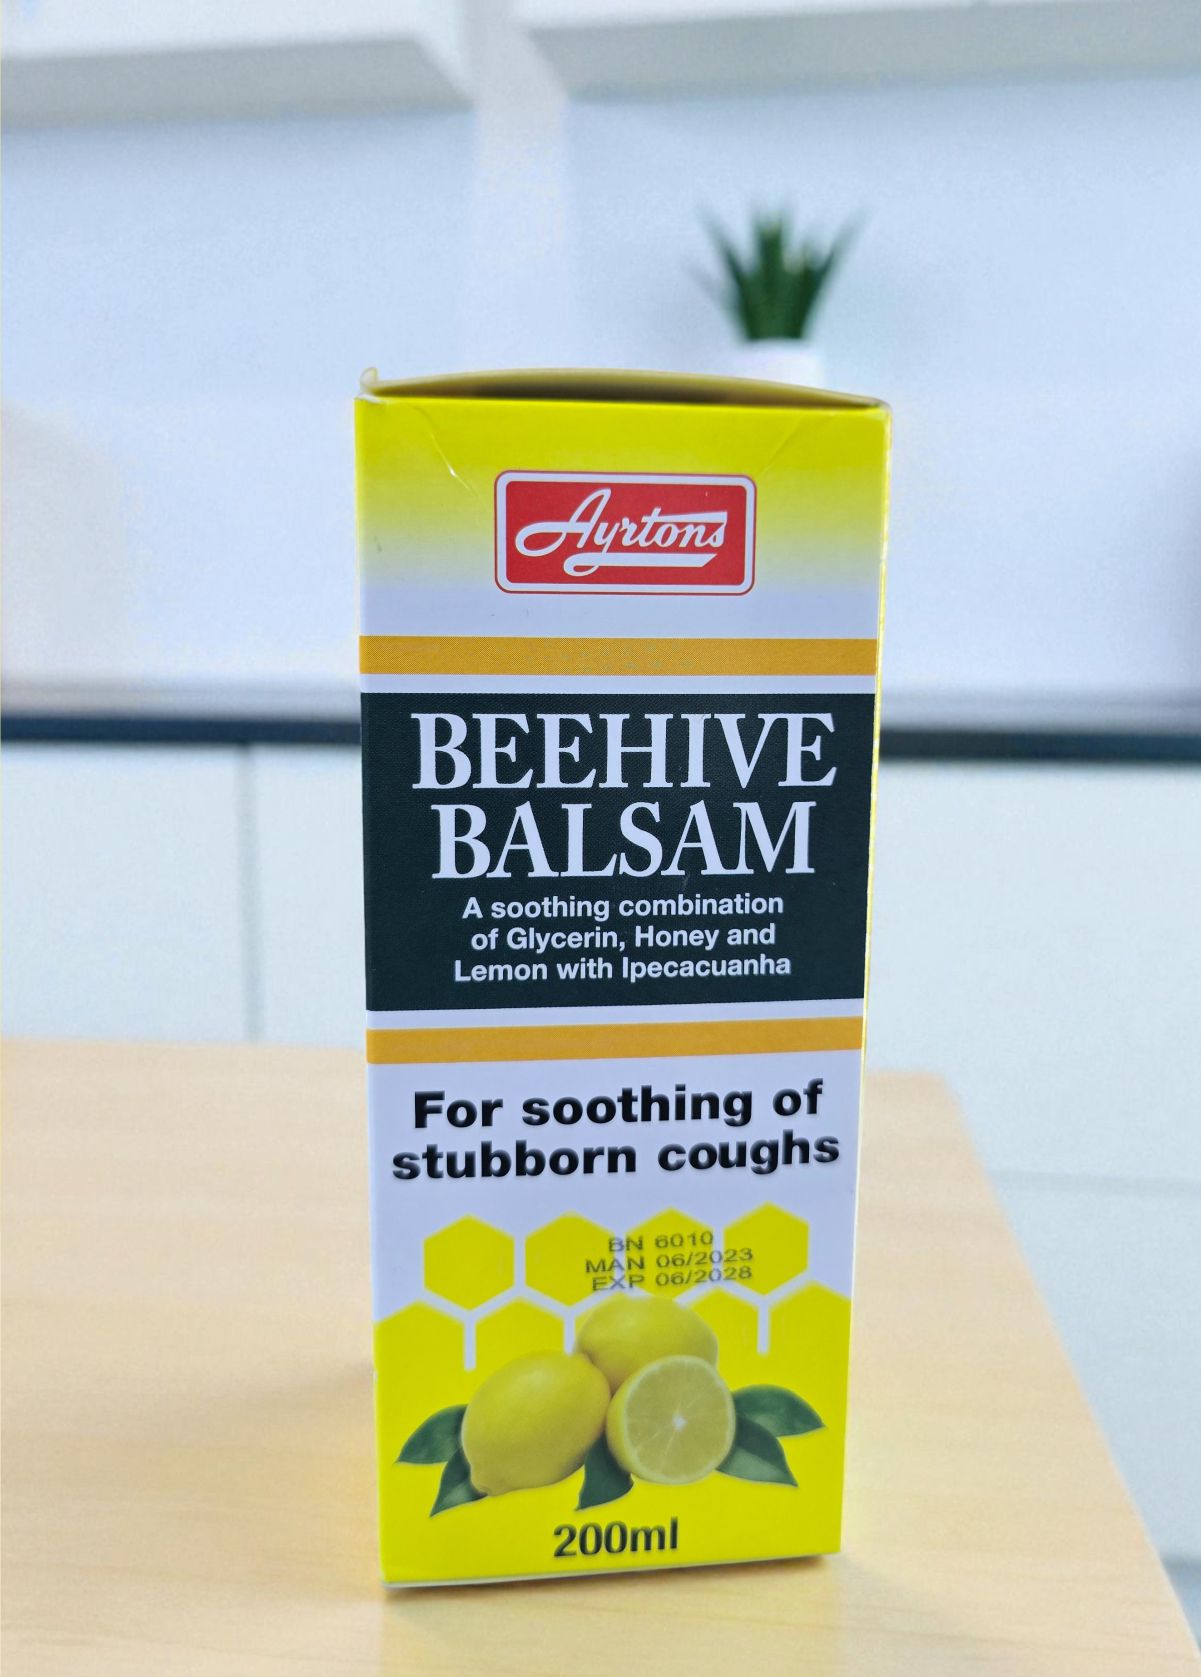 Ayrtons
BEEHIVE
BALSAM
A soothing combination
of Glycerin, Honey and
Lemon with Ipecacuanha
For soothing of
stubborn coughs
BN 6010
MAN 06/2023
EXP 06/2028
200ml